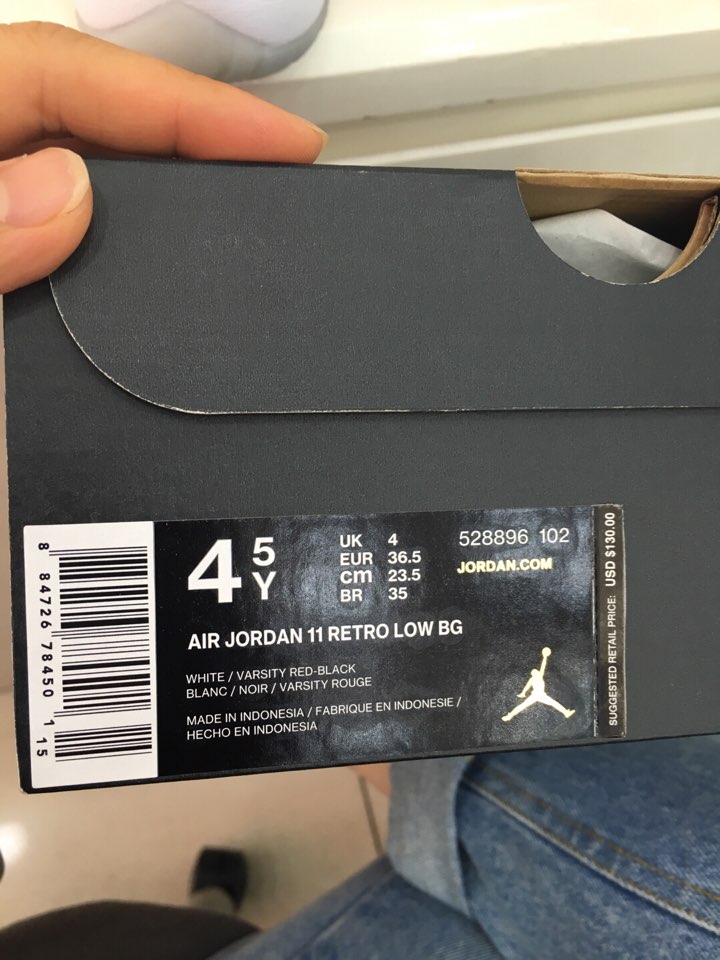 8 84726 78450 1 15
4 5 Y
UK 4
EUR 36.5
cm 23.5
BR 35
528896 102
JORDAN.COM
AIR JORDAN 11 RETRO LOW BG
WHITE / VARSITY RED-BLACK
BLANC / NOIR / VARSITY ROUGE
MADE IN INDONESIA / FABRIQUE EN INDONESIE /
HECHO EN INDONESIA
SUGGESTED RETAIL PRICE: USD $130.00